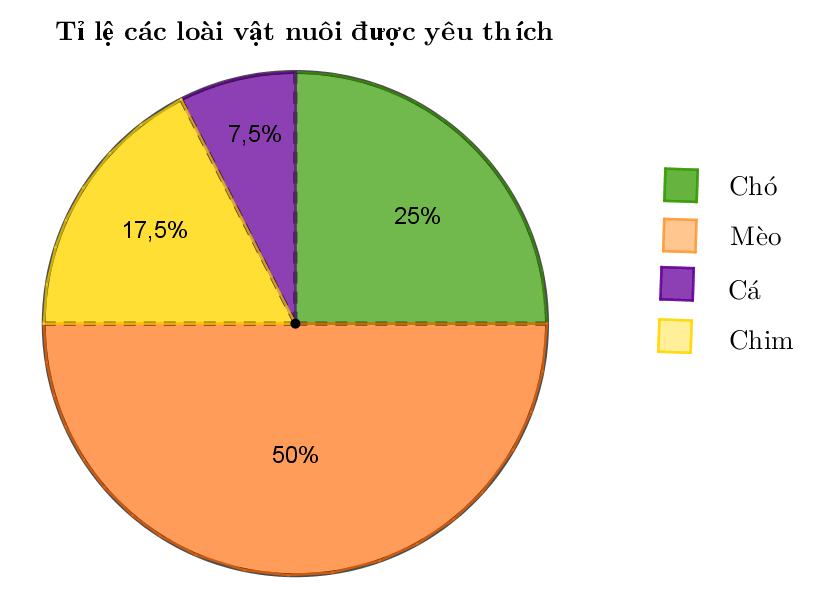 Tỉ lệ các loài vật nuôi được yêu thích
7,5%
25%
17,5%
50%
Chó
Mèo
Cá
Chim